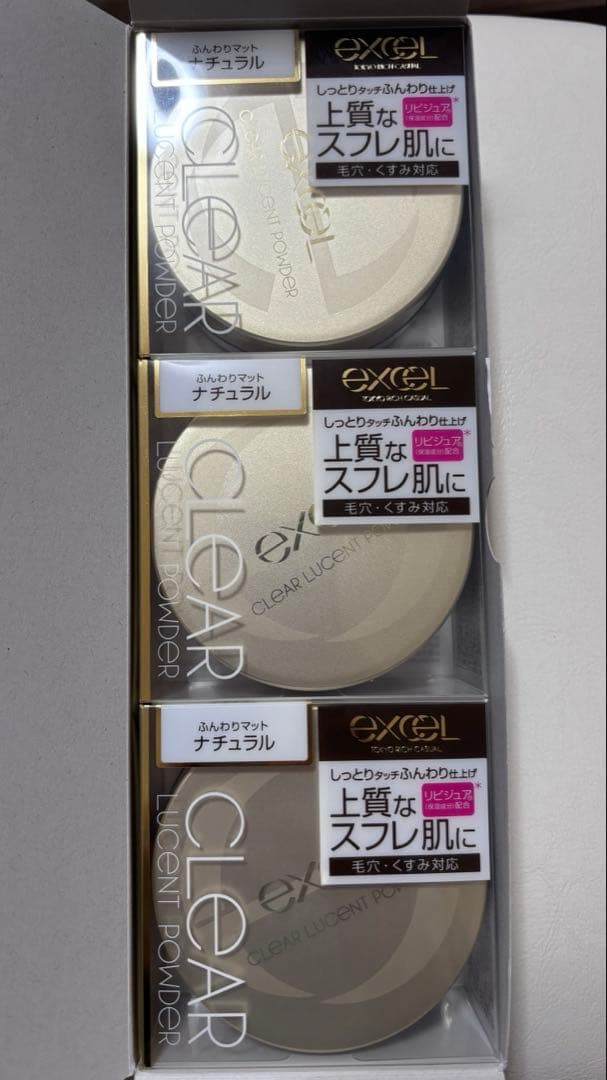 ふんわりマット
ナチュラル
excel
TOKYO RICH CASUAL
しっとりタッチふんわり仕上げ
上質な
リピジュア®*
(保湿成分)配合
スフレ肌に
毛穴・くすみ対応
CLeAR
LUCENT POWDER
excel
CLEAR LUCENT POWDER
ふんわりマット
ナチュラル
excel
TOKYO RICH CASUAL
しっとりタッチふんわり仕上げ
上質な
リピジュア®*
(保湿成分)配合
スフレ肌に
毛穴・くすみ対応
CLeAR
LUCENT POWDER
CLEAR LUCENT POW
ふんわりマット
ナチュラル
excel
TOKYO RICH CASUAL
しっとりタッチふんわり仕上げ
上質な
リピジュア®*
(保湿成分)配合
スフレ肌に
毛穴・くすみ対応
CLeAR
LUCENT POWDER
CLEAR LUCENT POW